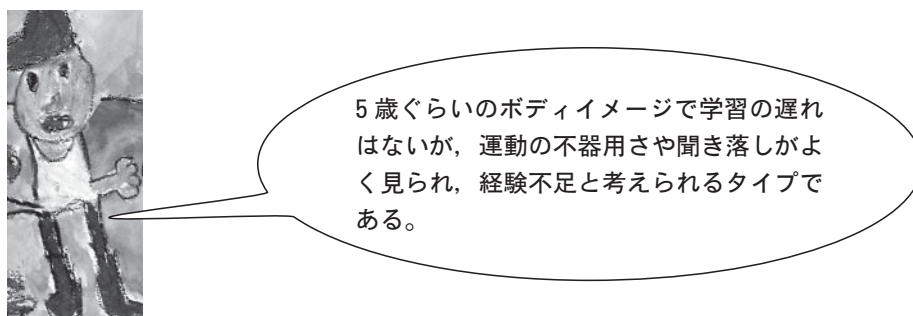 5歳ぐらいのボディイメージで学習の遅れ
はないが，運動の不器用さや聞き落しがよ
く見られ，経験不足と考えられるタイプで
ある。